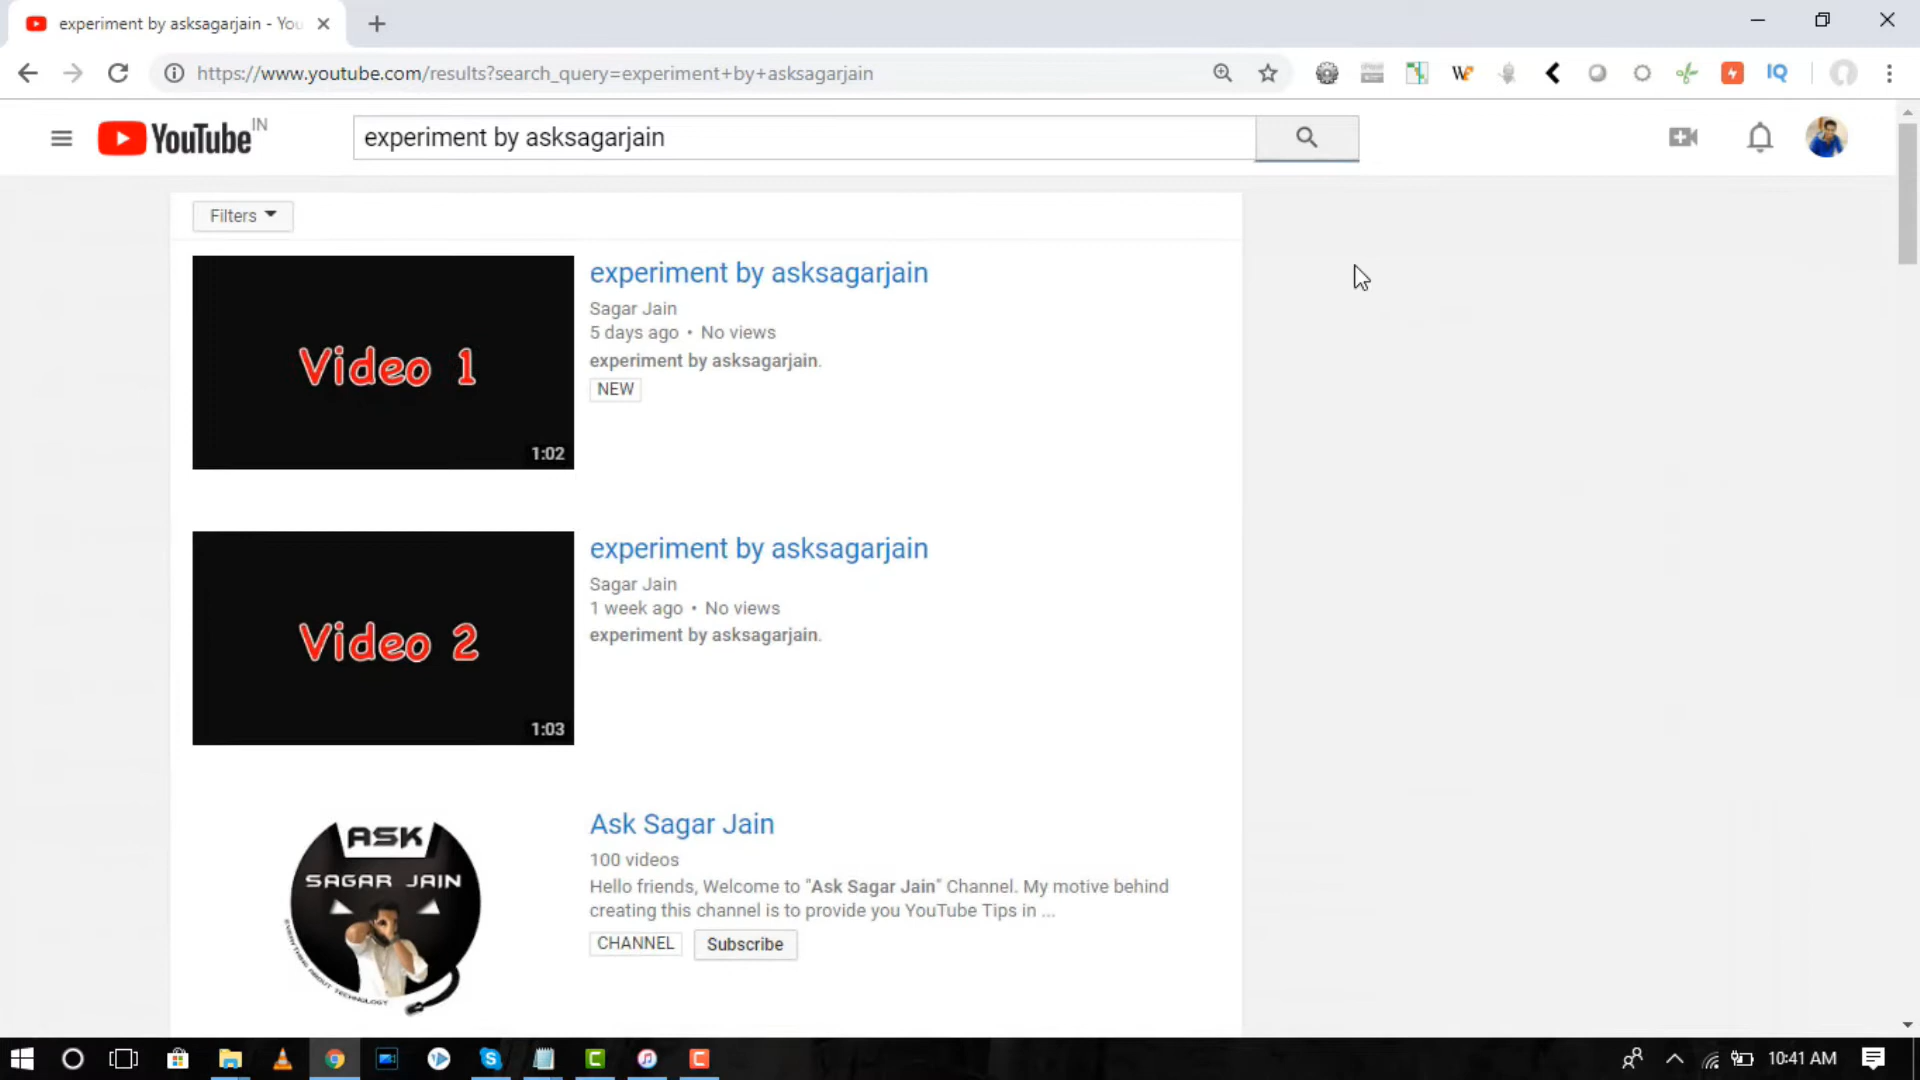 experiment by asksagarjain - You
https://www.youtube.com/results?search_query=experiment+by+asksagarjain
IQ
YouTube IN
experiment by asksagarjain
Filters
Video 1
1:02
experiment by asksagarjain
Sagar Jain
5 days ago • No views
experiment by asksagarjain.
NEW
Video 2
1:03
experiment by asksagarjain
Sagar Jain
1 week ago • No views
experiment by asksagarjain.
ASK
SAGAR JAIN
EVERYTHING ABOUT TECHNOLOGY
Ask Sagar Jain
100 videos
Hello friends, Welcome to "Ask Sagar Jain" Channel. My motive behind
creating this channel is to provide you YouTube Tips in ...
CHANNEL Subscribe
10:41 AM